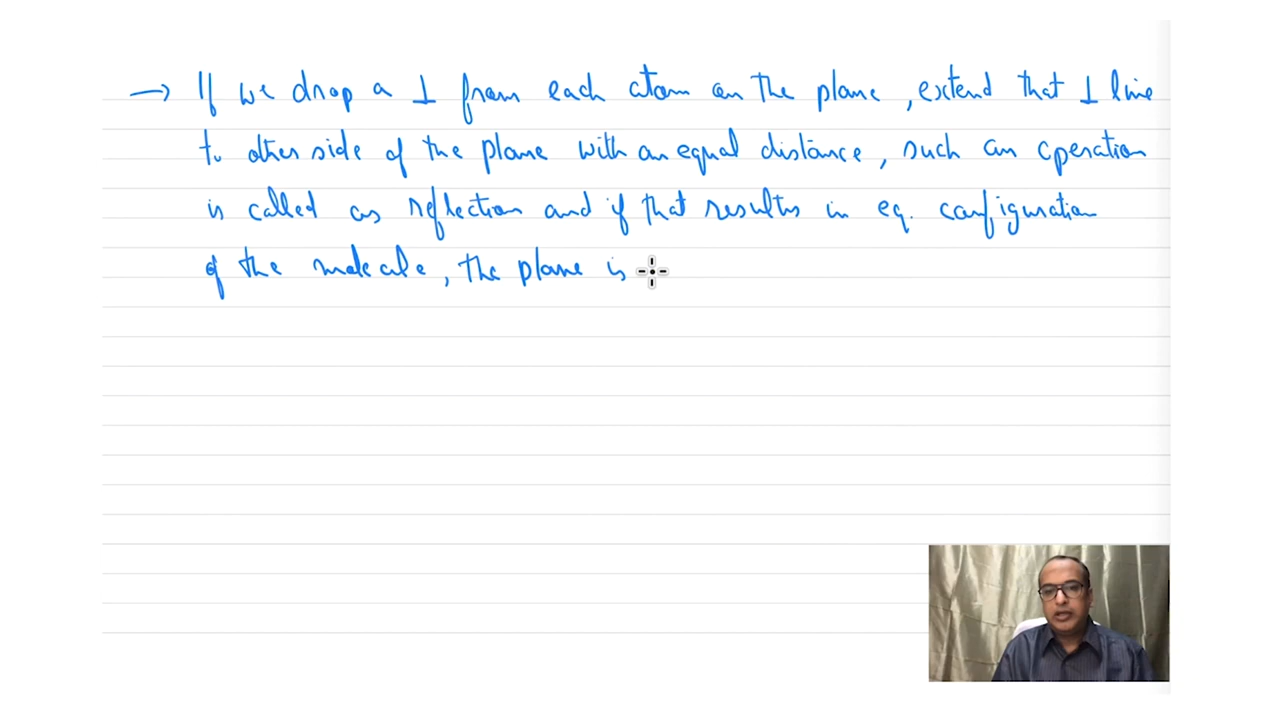 → If we drop a ⊥ from each atom on the plane, extend that ⊥ line
to other side of the plane with an equal distance, such an operation
is called as reflection and if that results in eq. configuration
of the molecule, the plane is